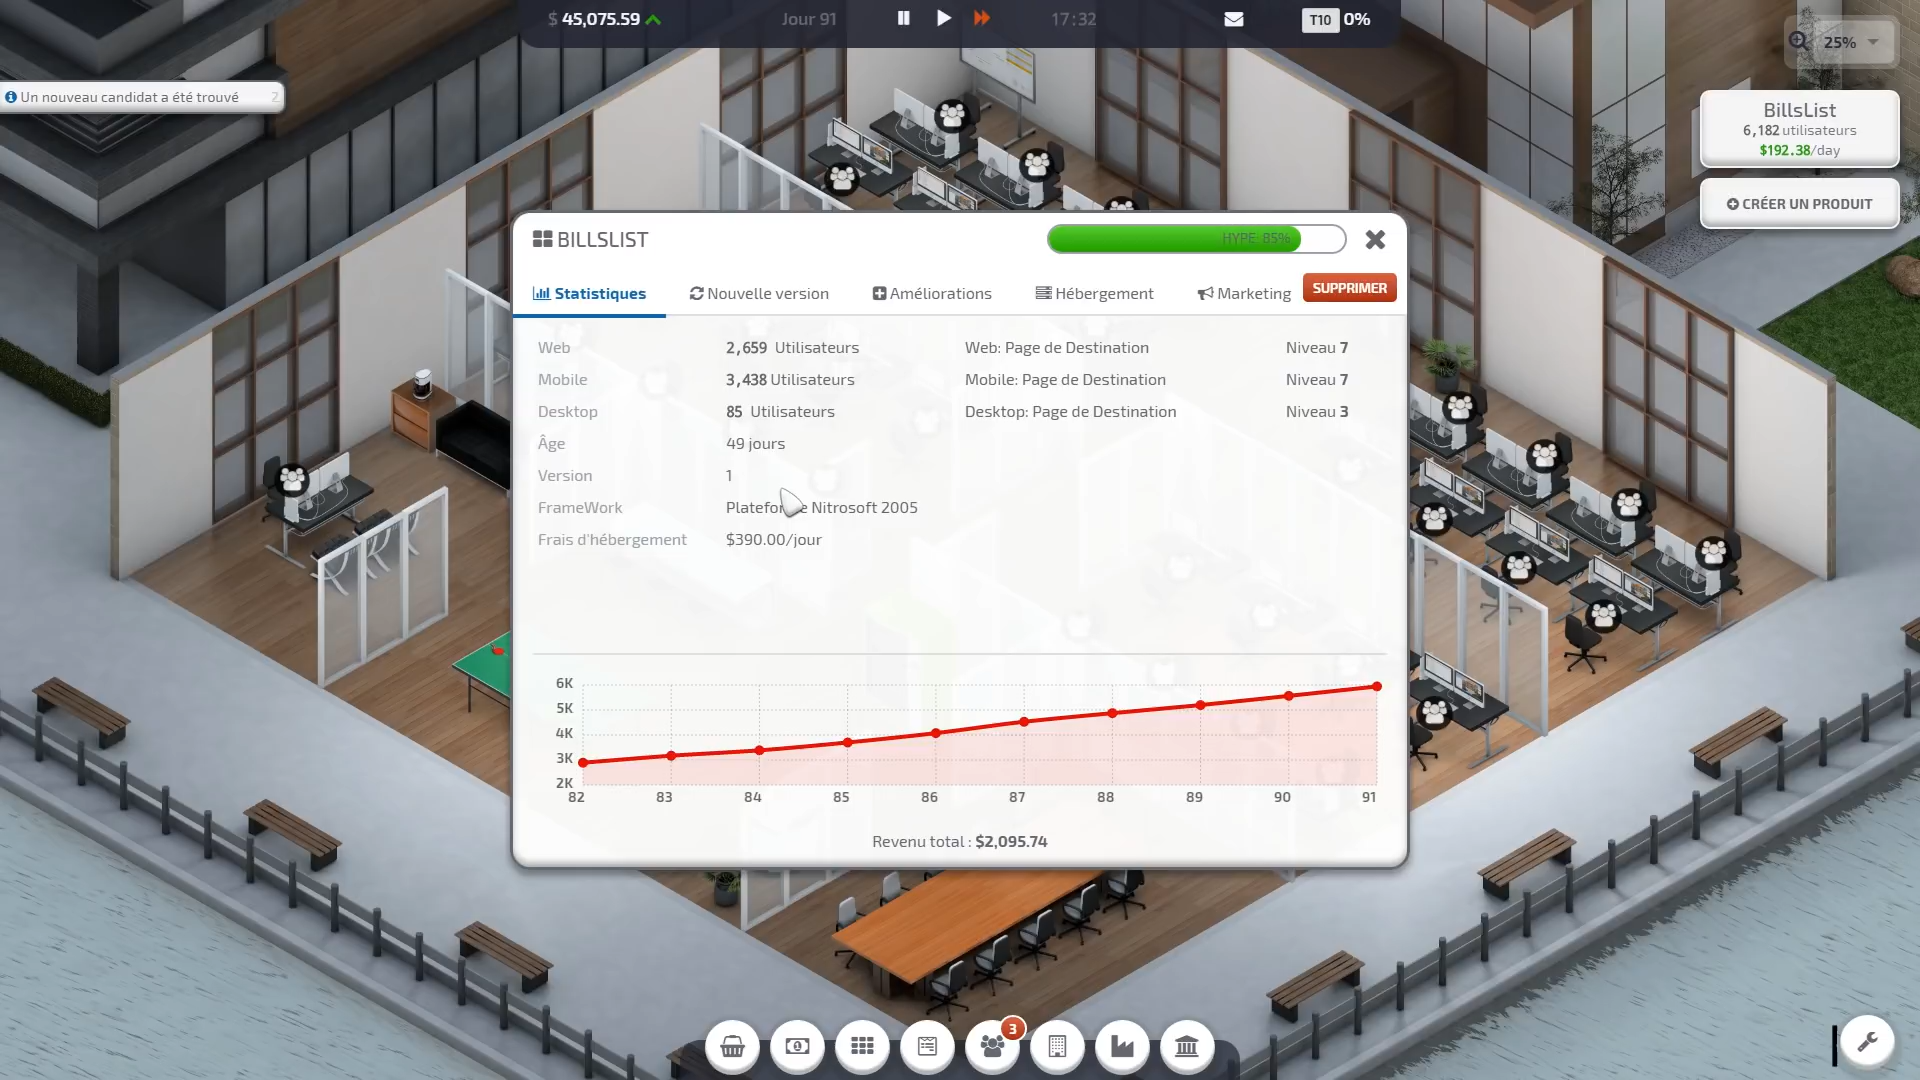 $ 45,075.59
Jour 91
17:32
T10 0%
25%
Un nouveau candidat a été trouvé 2
BillsList
6,182 utilisateurs
$192.38/day
CRÉER UN PRODUIT
BILLSLIST
HYPE: 85%
Statistiques
Nouvelle version
Améliorations
Hébergement
Marketing
SUPPRIMER
Web 2,659 Utilisateurs Web: Page de Destination Niveau 7
Mobile 3,438 Utilisateurs Mobile: Page de Destination Niveau 7
Desktop 85 Utilisateurs Desktop: Page de Destination Niveau 3
Âge 49 jours
Version 1
FrameWork Nitrosoft 2005
Frais d'hébergement $390.00/jour
6K
5K
4K
3K
2K
82 83 84 85 86 87 88 89 90 91
Revenu total : $2,095.74
3